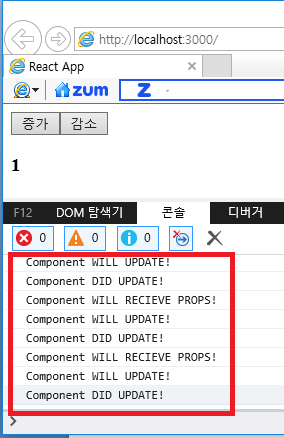 http://localhost:3000/
React App
zum
Z
증가 감소
1
F12 DOM 탐색기 콘솔 디버거
0 0 0
Component WILL UPDATE!
Component DID UPDATE!
Component WILL RECIEVE PROPS!
Component WILL UPDATE!
Component DID UPDATE!
Component WILL RECIEVE PROPS!
Component WILL UPDATE!
Component DID UPDATE!